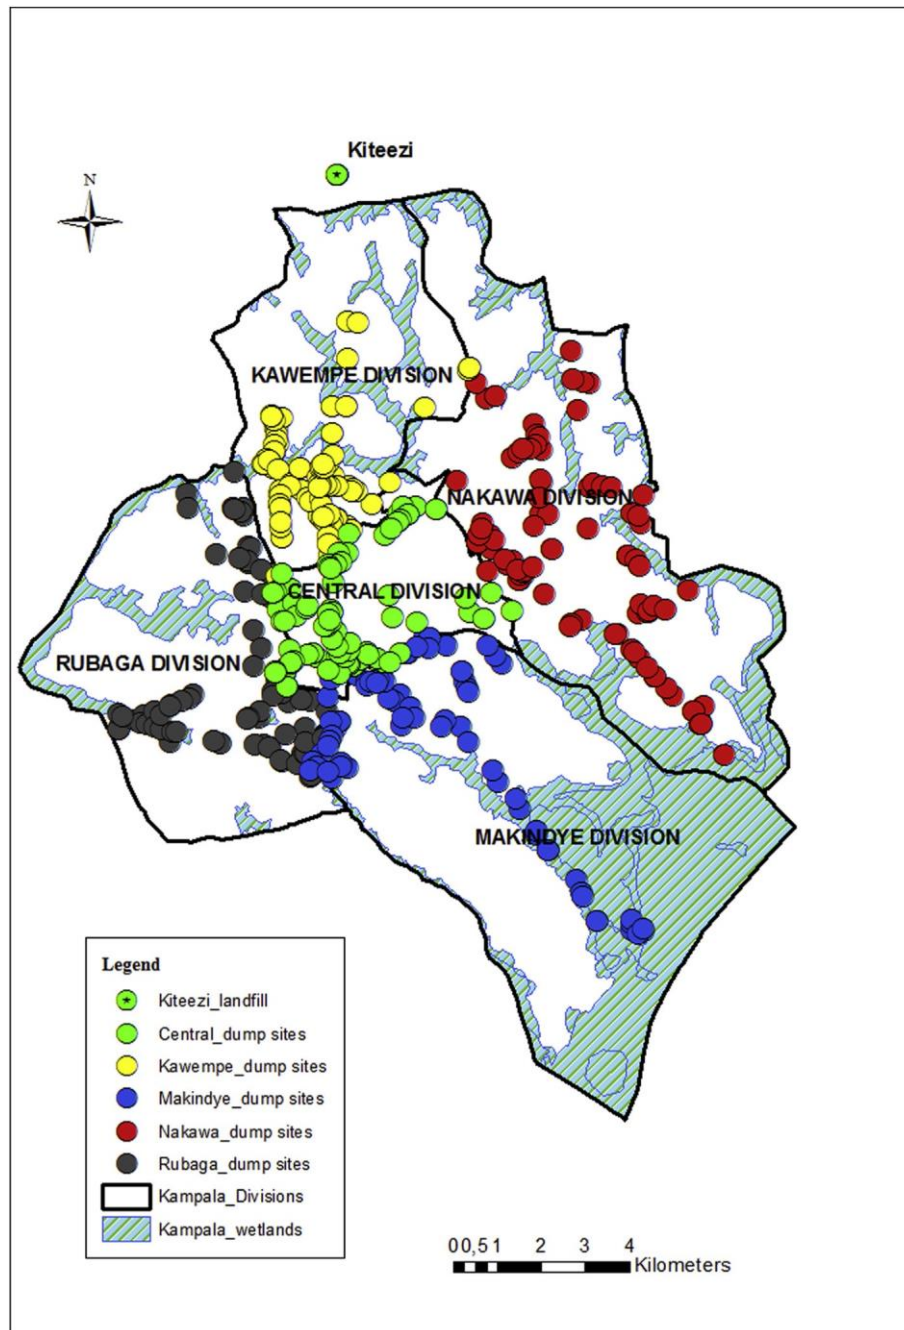 Kiteezi
N
KAWEMPE DIVISION
NAKAWA DIVISION
CENTRAL DIVISION
RUBAGA DIVISION
MAKINDYE DIVISION
Legend
Kiteezi_landfill
Central_dump sites
Kawempe_dump sites
Makindye_dump sites
Nakawa_dump sites
Rubaga_dump sites
Kampala_Divisions
Kampala_wetlands
0 0,5 1 2 3 4
Kilometers